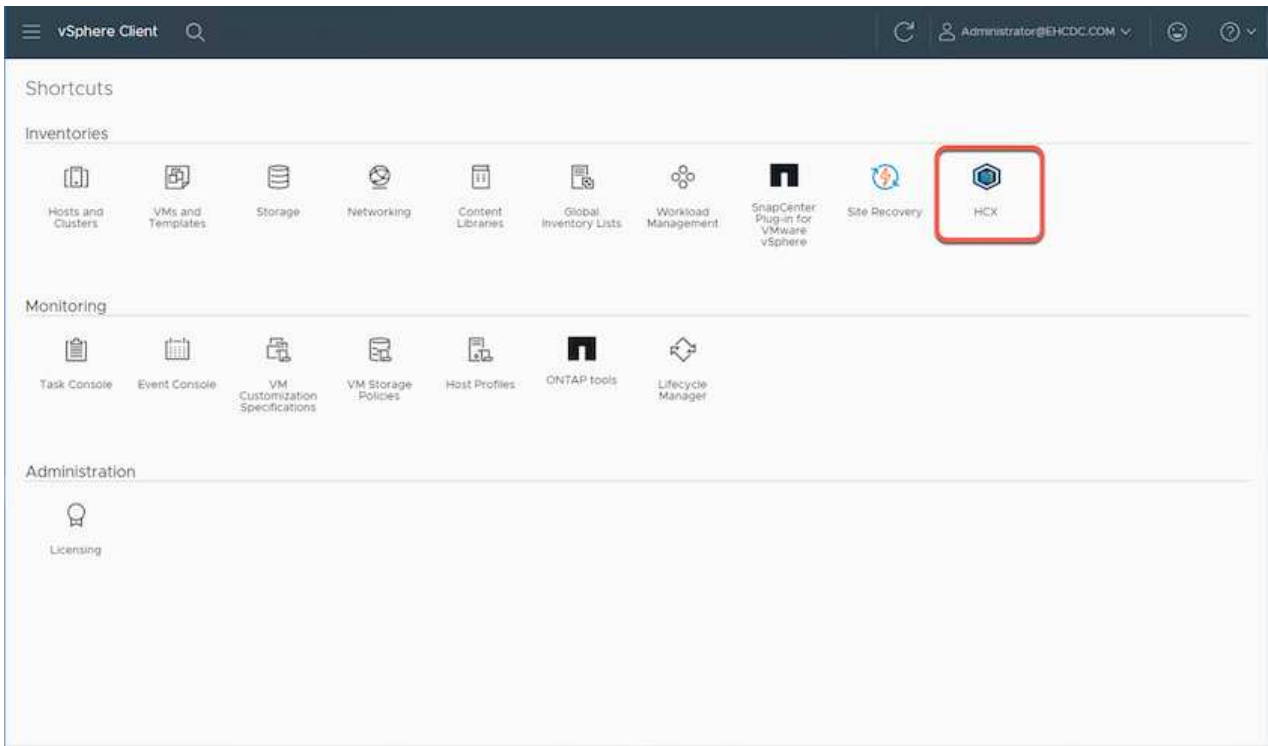 vSphere Client
Administrator@EHCDC.COM
Shortcuts
Inventories
Hosts and
Clusters
VMs and
Templates
Storage
Networking
Content
Libraries
Global
Inventory Lists
Workload
Management
SnapCenter
Plug-in for
VMware
vSphere
Site Recovery
HCX
Monitoring
Task Console
Event Console
VM
Customization
Specifications
VM Storage
Policies
Host Profiles
ONTAP tools
Lifecycle
Manager
Administration
Licensing